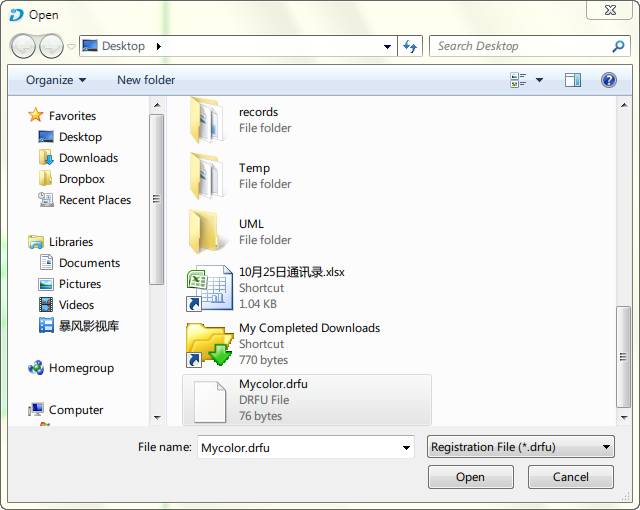 Open
Desktop
Search Desktop
Organize
New folder
Favorites
Desktop
Downloads
Dropbox
Recent Places
Libraries
Documents
Pictures
Videos
暴风影视库
Homegroup
Computer
records
File folder
Temp
File folder
UML
File folder
10月25日通讯录.xlsx
Shortcut
1.04 KB
My Completed Downloads
Shortcut
770 bytes
Mycolor.drfu
DRFU File
76 bytes
File name:
Mycolor.drfu
Registration File (*.drfu)
Open
Cancel